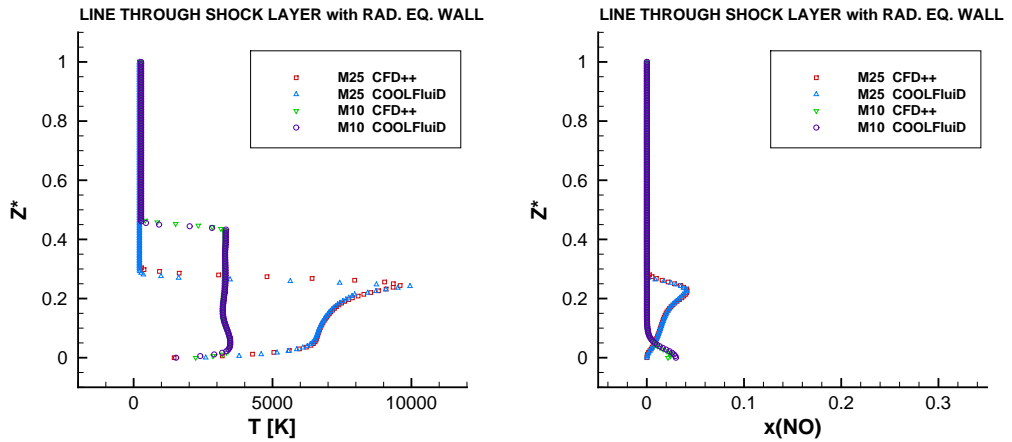 LINE THROUGH SHOCK LAYER with RAD. EQ. WALL
M25 CFD++
M25 COOLFluiD
M10 CFD++
M10 COOLFluiD
Z*
1
0.8
0.6
0.4
0.2
0
0 5000 10000
T [K]
LINE THROUGH SHOCK LAYER with RAD. EQ. WALL
M25 CFD++
M25 COOLFluiD
M10 CFD++
M10 COOLFluiD
Z*
1
0.8
0.6
0.4
0.2
0
0 0.1 0.2 0.3
x(NO)